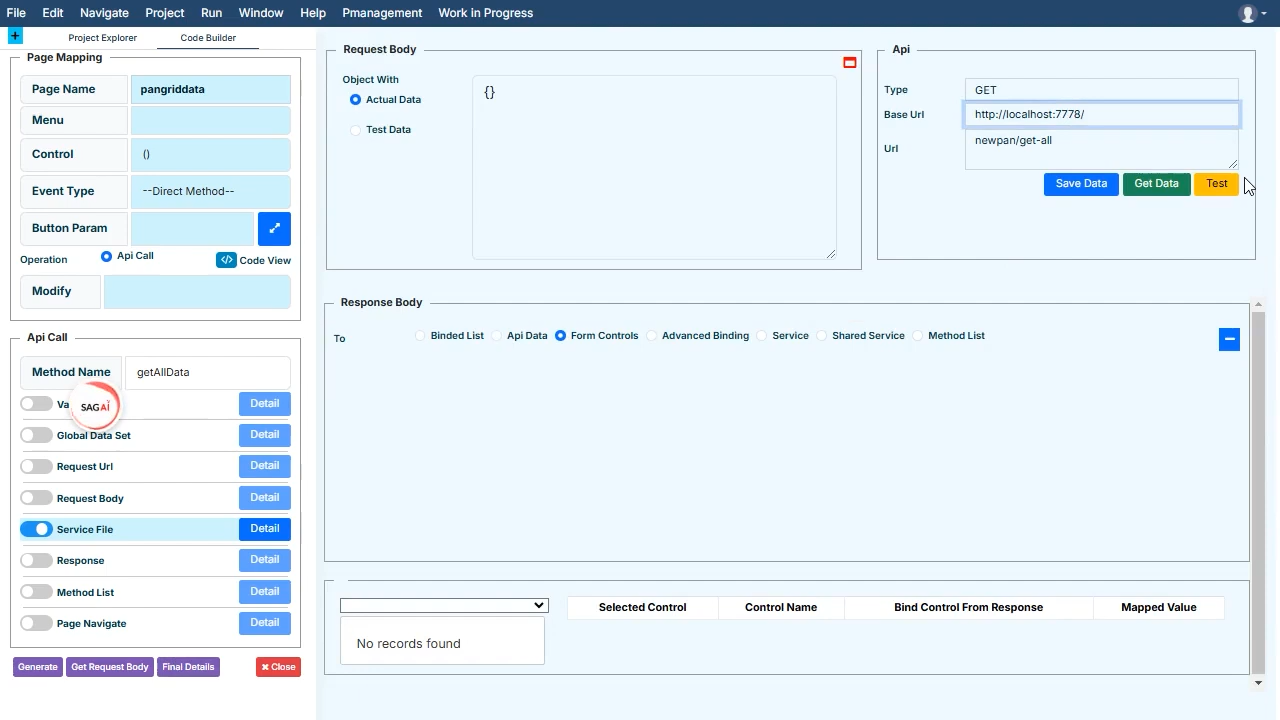 File Edit Navigate Project Run Window Help Pmanagement Work in Progress
+ Project Explorer Code Builder
Page Mapping
Page Name pangriddata
Menu
Control ()
Event Type --Direct Method--
Button Param
Operation Api Call </> Code View
Modify
Api Call
Method Name getAllData
Va
SAG AI
Detail
Global Data Set Detail
Request Url Detail
Request Body Detail
Service File Detail
Response Detail
Method List Detail
Page Navigate Detail
Generate Get Request Body Final Details ✖ Close
Request Body
Object With
Actual Data
Test Data
{}
Api
Type GET
Base Url http://localhost:7778/
Url newpan/get-all
Save Data Get Data Test
Response Body
To Binded List Api Data Form Controls Advanced Binding Service Shared Service Method List
No records found
Selected Control Control Name Bind Control From Response Mapped Value